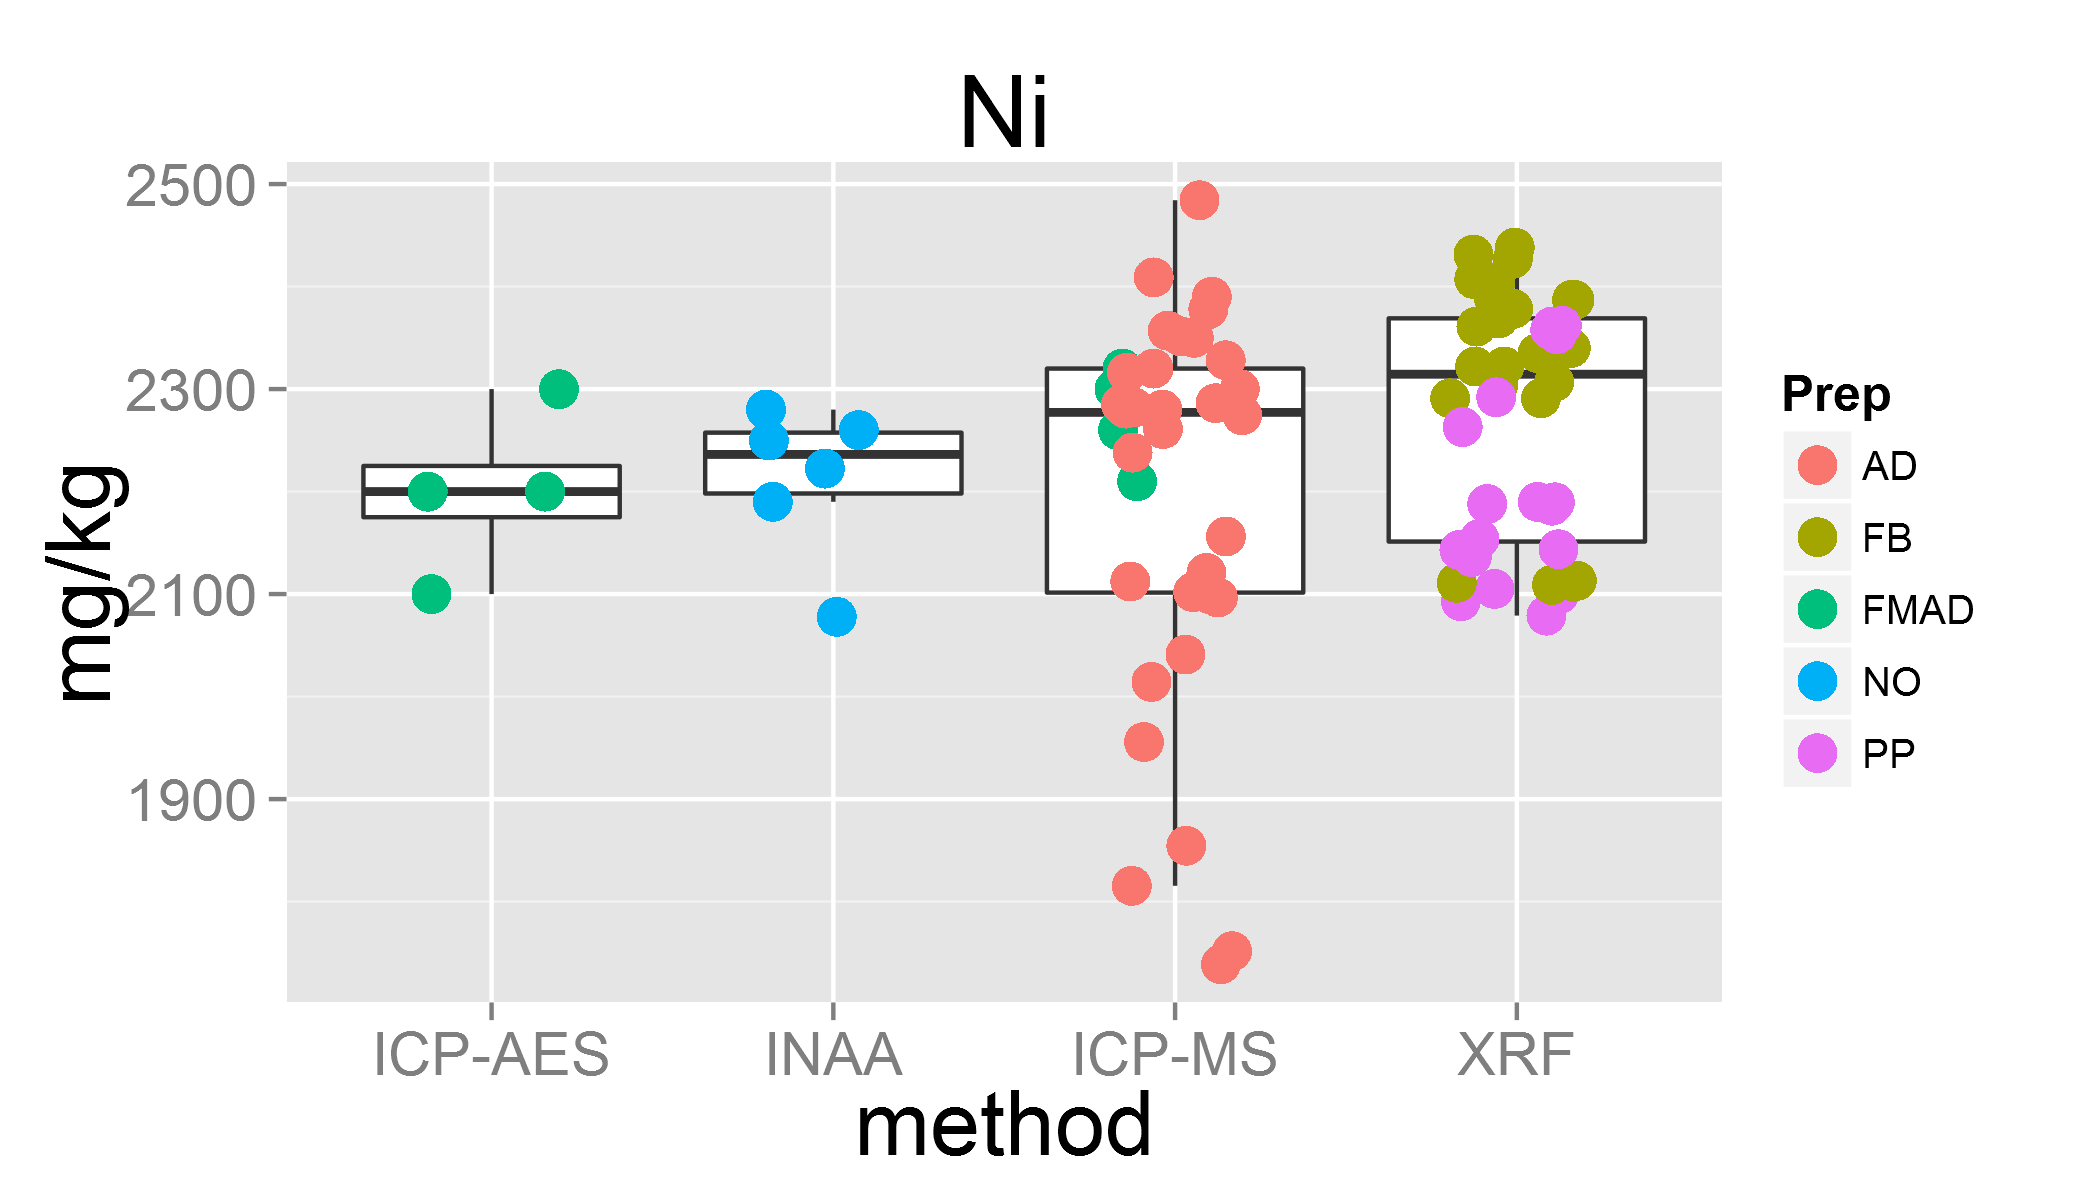 Ni
mg/kg
2500
2300
2100
1900
ICP-AES INAA ICP-MS XRF
method
Prep
AD
FB
FMAD
NO
PP